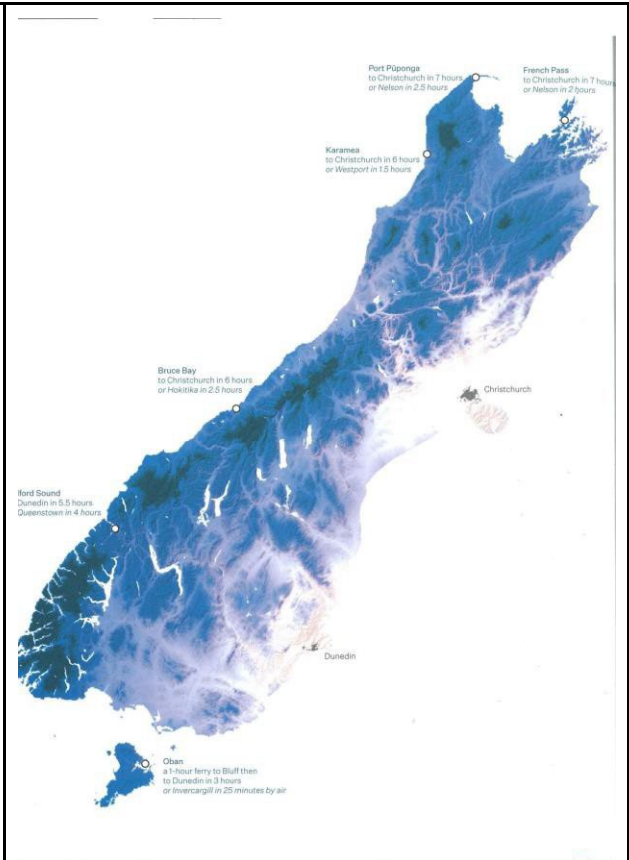 Port Pūponga
to Christchurch in 7 hours
or Nelson in 2.5 hours
French Pass
to Christchurch in 7 hours
or Nelson in 2 hours
Karamea
to Christchurch in 6 hours
or Westport in 1.5 hours
Christchurch
Bruce Bay
to Christchurch in 6 hours
or Hokitika in 2.5 hours
lford Sound
Dunedin in 5.5 hours
Queenstown in 4 hours
Dunedin
Oban
a 1-hour ferry to Bluff then
to Dunedin in 3 hours
or Invercargill in 25 minutes by air